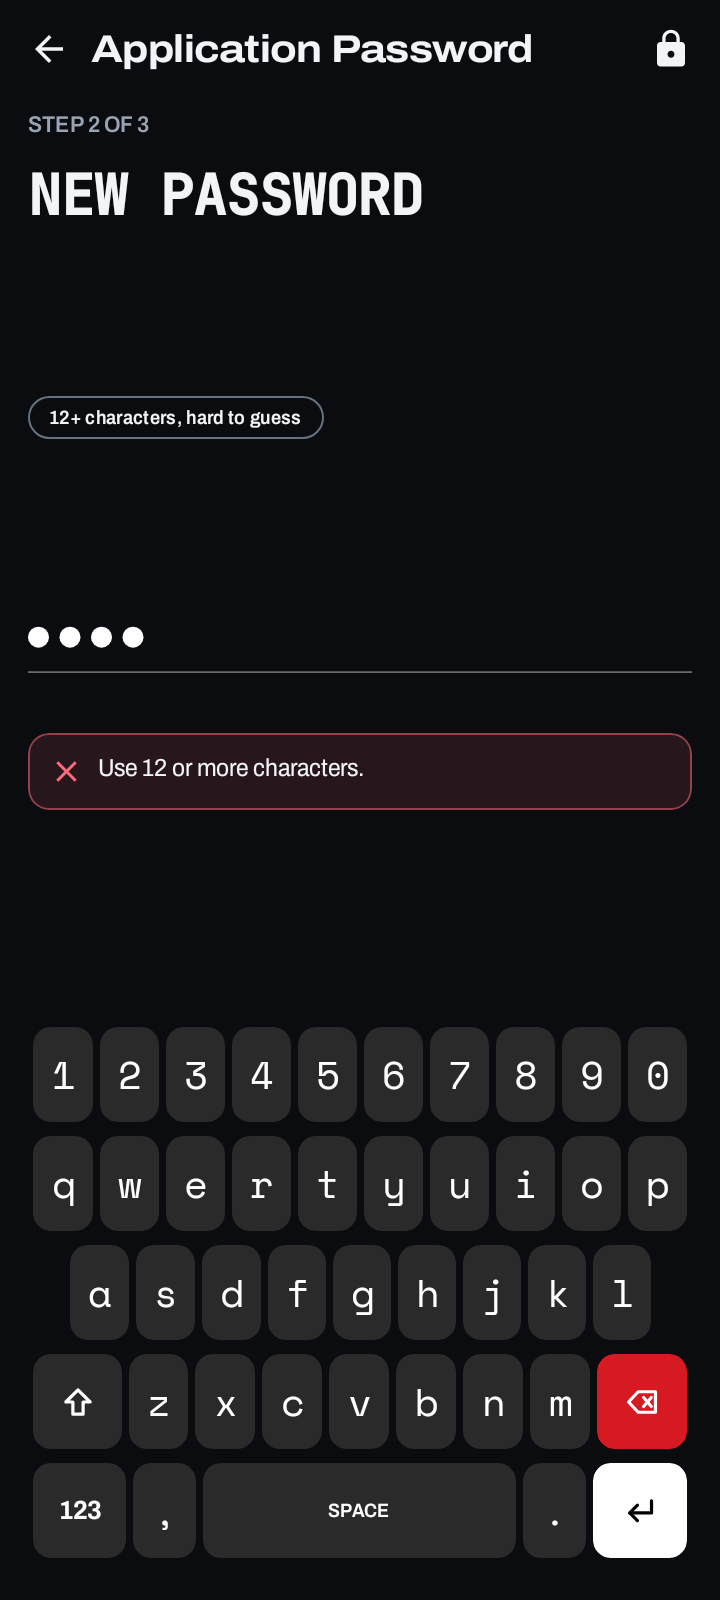 Application Password
STEP 2 OF 3
NEW PASSWORD
12+ characters, hard to guess
Use 12 or more characters.
1 2 3 4 5 6 7 8 9 0
q w e r t y u i o p
a s d f g h j k l
z x c v b n m
123 , SPACE .